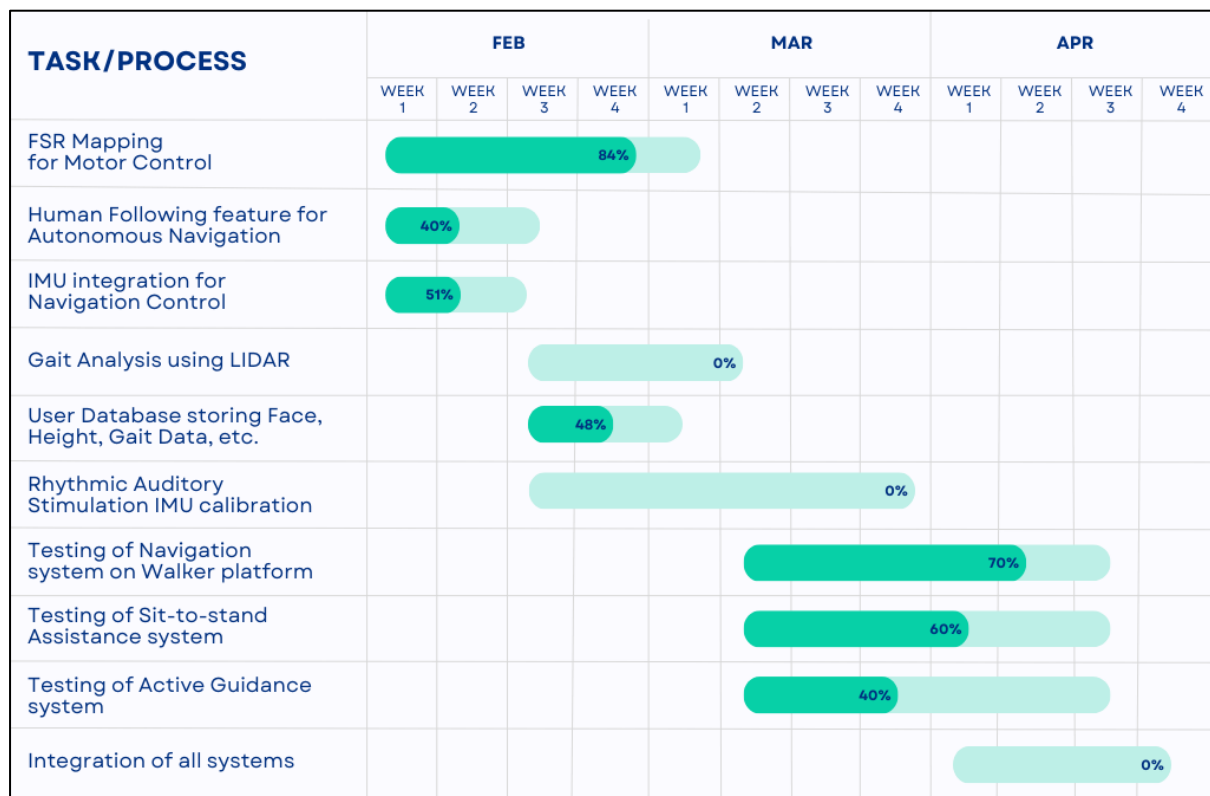 TASK/PROCESS
FEB
MAR
APR
WEEK
1
WEEK
2
WEEK
3
WEEK
4
WEEK
1
WEEK
2
WEEK
3
WEEK
4
WEEK
1
WEEK
2
WEEK
3
WEEK
4
FSR Mapping
for Motor Control
84%
Human Following feature for
Autonomous Navigation
40%
IMU integration for
Navigation Control
51%
Gait Analysis using LIDAR
0%
User Database storing Face,
Height, Gait Data, etc.
48%
Rhythmic Auditory
Stimulation IMU calibration
0%
Testing of Navigation
system on Walker platform
70%
Testing of Sit-to-stand
Assistance system
60%
Testing of Active Guidance
system
40%
Integration of all systems
0%